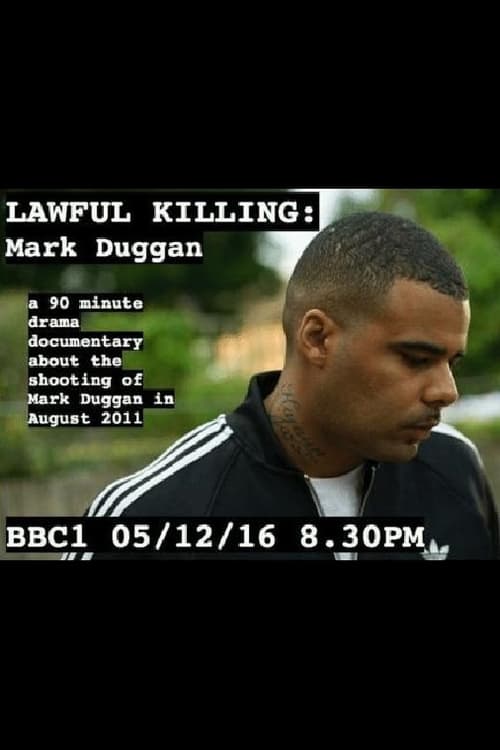 LAWFUL KILLING:
Mark Duggan
a 90 minute
drama
documentary
about the
shooting of
Mark Duggan in
August 2011
BBC1 05/12/16 8.30PM